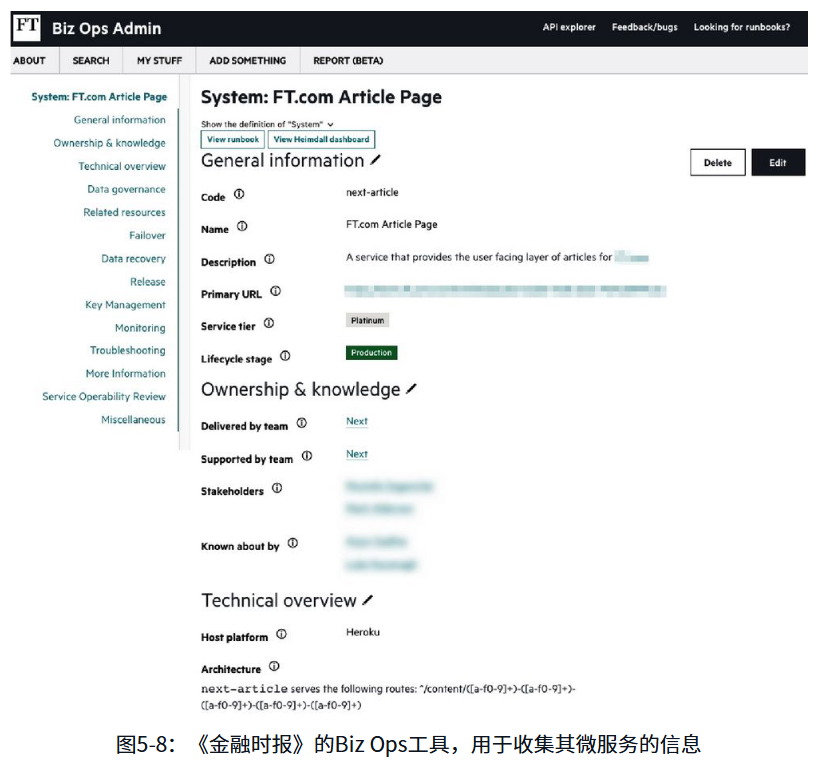 FT Biz Ops Admin
API explorer Feedback/bugs Looking for runbooks?
ABOUT SEARCH MY STUFF ADD SOMETHING REPORT (BETA)
System: FT.com Article Page
General information
Ownership & knowledge
Technical overview
Data governance
Related resources
Failover
Data recovery
Release
Key Management
Monitoring
Troubleshooting
More Information
Service Operability Review
Miscellaneous
System: FT.com Article Page
Show the definition of "System"
View runbook View Heimdall dashboard
General information
Delete Edit
Code next-article
Name FT.com Article Page
Description A service that provides the user facing layer of articles for
Primary URL
Service tier Platinum
Lifecycle stage Production
Ownership & knowledge
Delivered by team Next
Supported by team Next
Stakeholders
Known about by
Technical overview
Host platform Heroku
Architecture
next-article serves the following routes: ^/content/([a-f0-9]+)-([a-f0-9]+)-
([a-f0-9]+)-([a-f0-9]+)-([a-f0-9]+)
图5-8：《金融时报》的Biz Ops工具，用于收集其微服务的信息